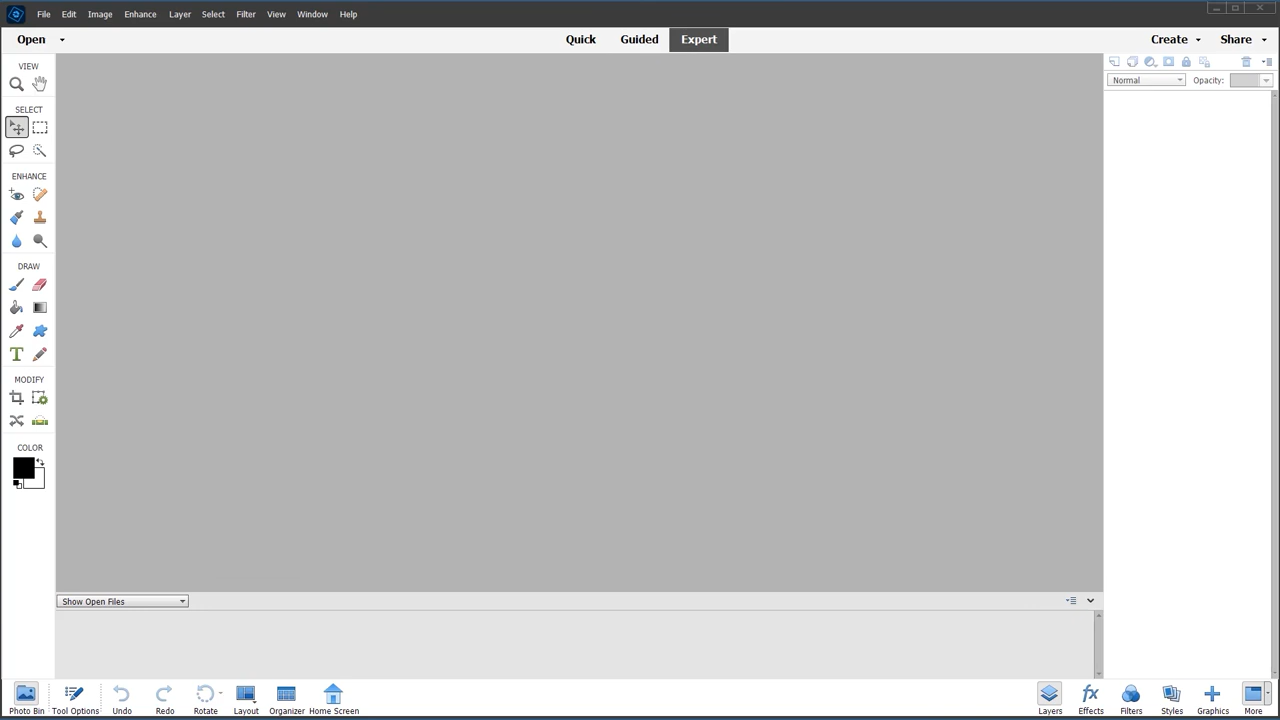 File Edit Image Enhance Layer Select Filter View Window Help
Open Quick Guided Expert Create Share
VIEW
SELECT
ENHANCE
DRAW
MODIFY
COLOR
Normal Opacity:
Show Open Files
Photo Bin Tool Options Undo Redo Rotate Layout Organizer Home Screen Layers Effects Filters Styles Graphics More